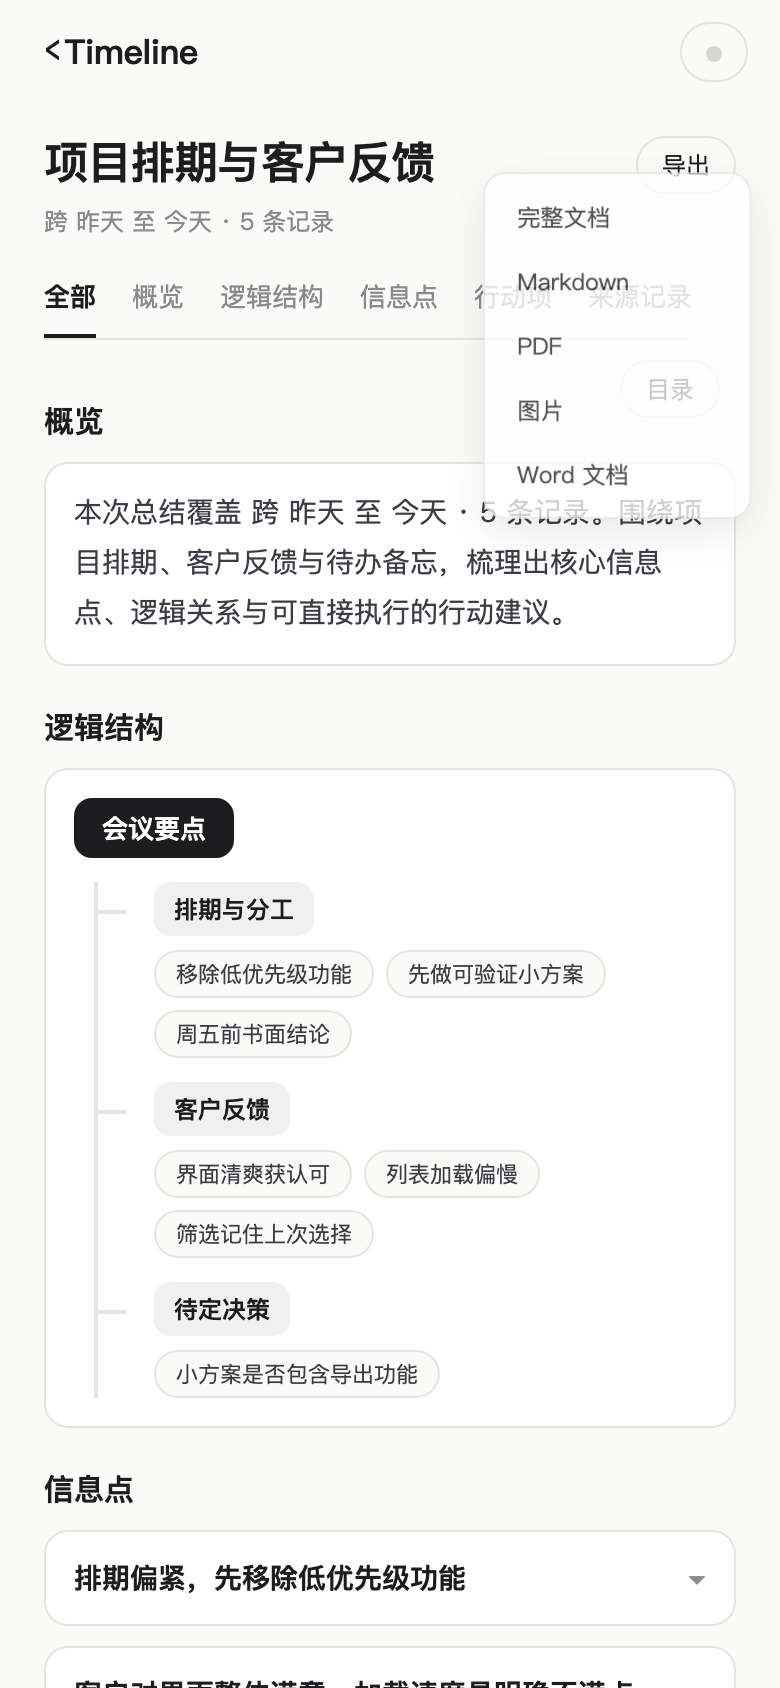 <Timeline
项目排期与客户反馈
导出
跨 昨天 至 今天 · 5 条记录
全部 概览 逻辑结构 信息点 行动项 来源记录
完整文档
Markdown
PDF
图片
Word 文档
目录
概览
本次总结覆盖 跨 昨天 至 今天 · 5 条记录。围绕项
目排期、客户反馈与待办备忘，梳理出核心信息
点、逻辑关系与可直接执行的行动建议。
逻辑结构
会议要点
排期与分工
移除低优先级功能 先做可验证小方案
周五前书面结论
客户反馈
界面清爽获认可 列表加载偏慢
筛选记住上次选择
待定决策
小方案是否包含导出功能
信息点
排期偏紧，先移除低优先级功能